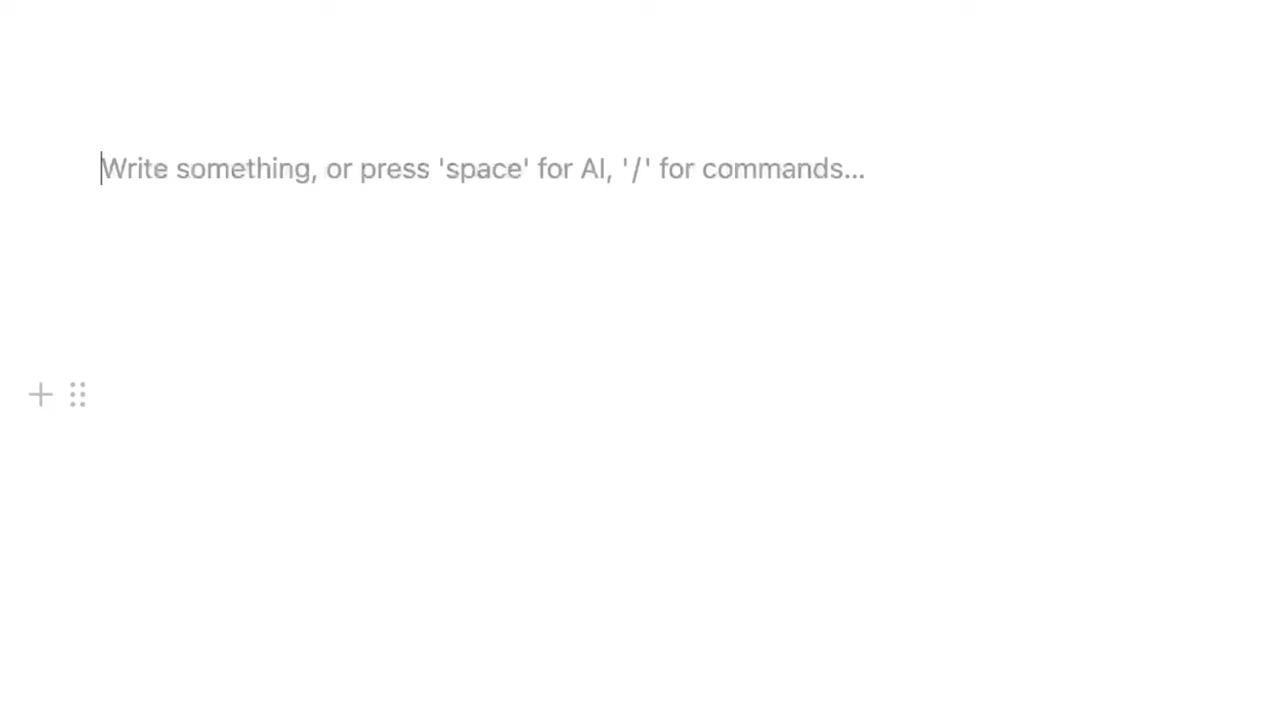 Write something, or press 'space' for AI, '/' for commands...